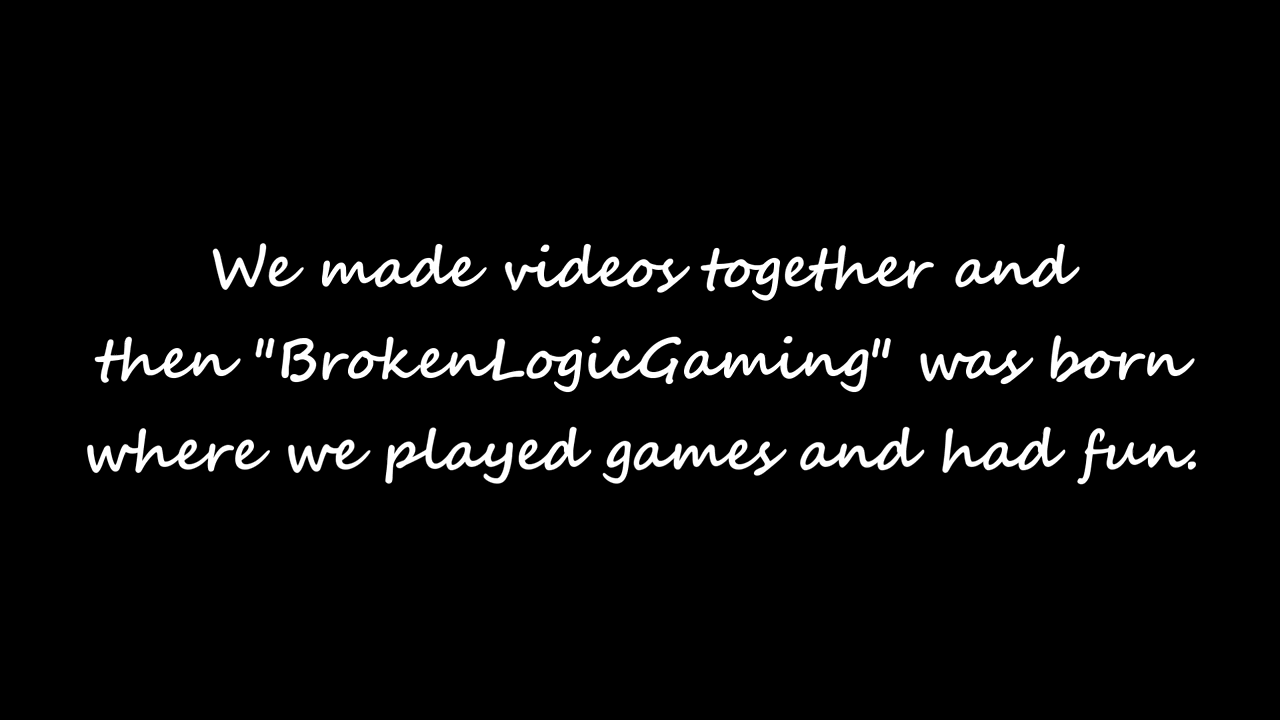 We made videos together and
then "BrokenLogicGaming" was born
where we played games and had fun.